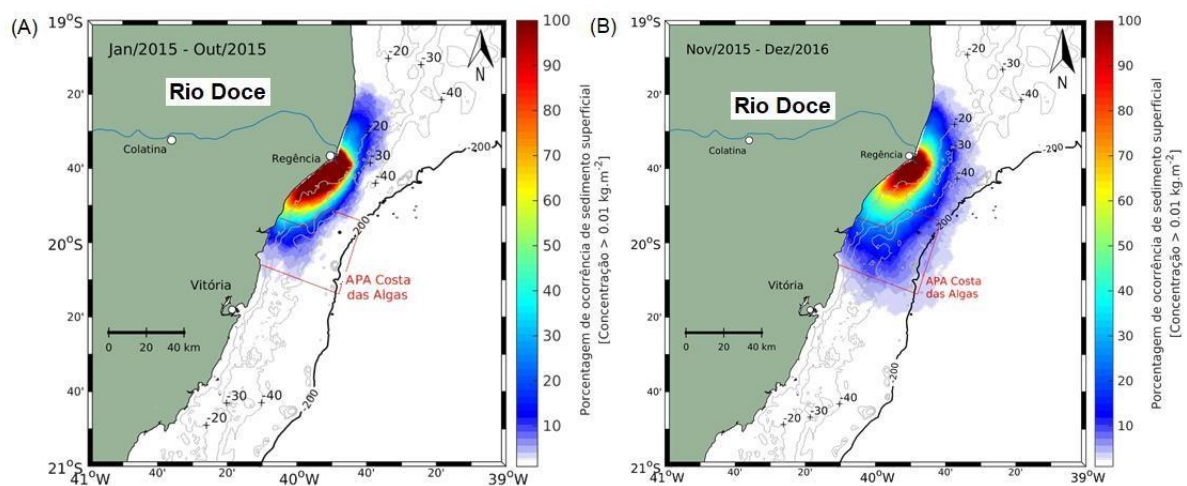 (A)
Jan/2015 - Out/2015
Rio Doce
Colatina
Regência
Vitória
APA Costa
das Algas
0 20 40 km
N
-20
-40
-20
-30
-40
-200
-200
-20
-30
-40
19°S
20'
40'
20°S
20'
40'
21°S
41°W
40'
20'
40°W
40'
20'
39°W
100
90
80
70
60
50
40
30
20
10
Porcentagem de ocorrência de sedimento superficial
[Concentração > 0.01 kg.m⁻²]
(B)
Nov/2015 - Dez/2016
Rio Doce
Colatina
Regência
Vitória
APA Costa
das Algas
0 20 40 km
N
-20
-40
-20
-30
-40
-200
-200
-20
-30
-40
19°S
20'
40'
20°S
20'
40'
21°S
41°W
40'
20'
40°W
40'
20'
39°W
100
90
80
70
60
50
40
30
20
10
Porcentagem de ocorrência de sedimento superficial
[Concentração > 0.01 kg.m⁻²]